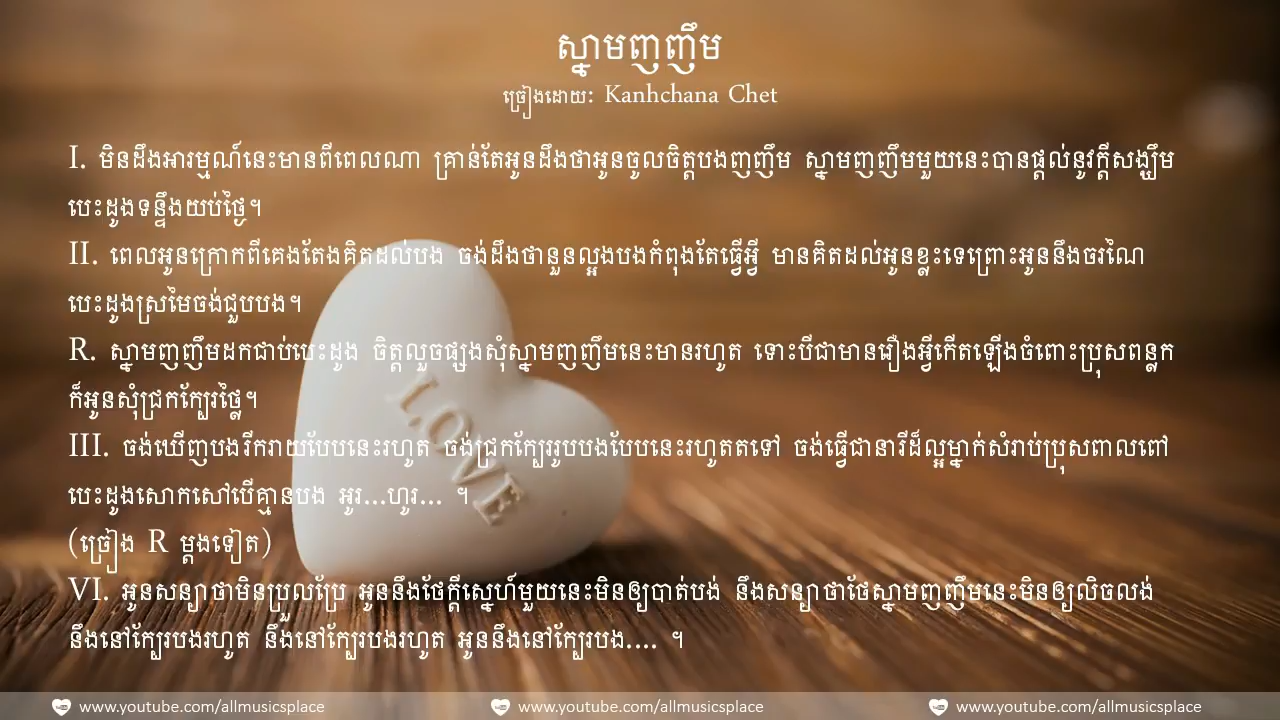 ស្នាមញញឹម
ច្រៀងដោយ: Kanhchana Chet
I. មិនដឹងអារម្មណ៍នេះមានពីពេលណា គ្រាន់តែអូនដឹងថាអូនចូលចិត្តបងញញឹម ស្នាមញញឹមមួយនេះបានផ្តល់នូវក្តីសង្ឃឹម
បេះដូងទន្ទឹងយប់ថ្ងៃ។
II. ពេលអូនក្រោកពីគេងតែងគិតដល់បង ចង់ដឹងថានួនល្អងបងកំពុងតែធ្វើអ្វី មានគិតដល់អូនខ្លះទេព្រោះអូននឹងចរណៃ
បេះដូងស្រមៃចង់ជួបបង។
R. ស្នាមញញឹមដកជាប់បេះដូង ចិត្តលួចផ្សងសុំស្នាមញញឹមនេះមានរហូត ទោះបីជាមានរឿងអ្វីកើតឡើងចំពោះប្រុសពន្លក
ក៏អូនសុំជ្រកក្បែរថ្លៃ។
III. ចង់ឃើញបងរីករាយបែបនេះរហូត ចង់ជ្រកក្បែររូបបងបែបនេះរហូតតទៅ ចង់ធ្វើជានារីដ៏ល្អម្នាក់សំរាប់ប្រុសពាលពៅ
បេះដូងសោកសៅបើគ្មានបង អូរ...ហូរ... ។
(ច្រៀង R ម្តងទៀត)
VI. អូនសន្យាថាមិនប្រួលប្រែ អូននឹងថែក្តីស្នេហ៍មួយនេះមិនឲ្យបាត់បង់ នឹងសន្យាថាថែស្នាមញញឹមនេះមិនឲ្យលិចលង់
នឹងនៅក្បែរបងរហូត នឹងនៅក្បែរបងរហូត អូននឹងនៅក្បែរបង.... ។
LOVE
www.youtube.com/allmusicsplace www.youtube.com/allmusicsplace www.youtube.com/allmusicsplace